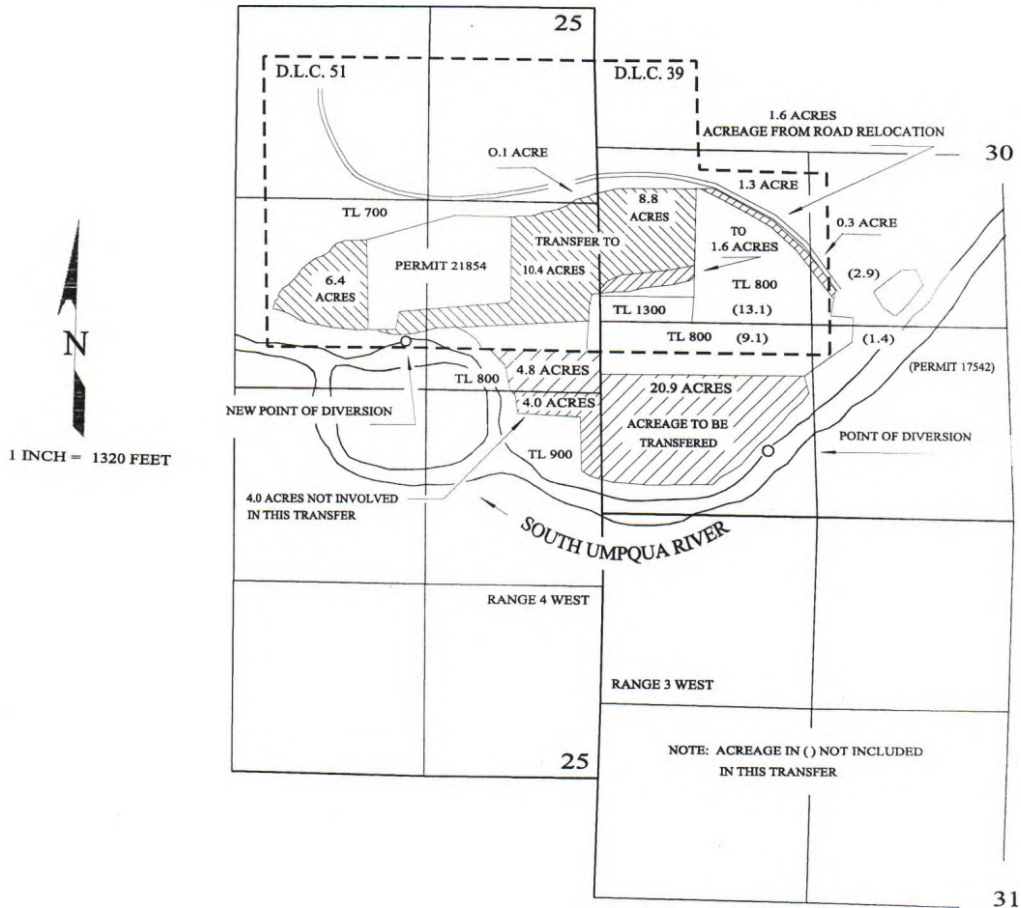 25
D.L.C. 51
D.L.C. 39
1.6 ACRES
ACREAGE FROM ROAD RELOCATION
30
O.1 ACRE
1.3 ACRE
TL 700
8.8
ACRES
0.3 ACRE
TO
1.6 ACRES
TRANSFER TO
10.4 ACRES
PERMIT 21854
6.4
ACRES
(2.9)
TL 800
(13.1)
TL 1300
TL 800
(9.1)
(1.4)
(PERMIT 17542)
4.8 ACRES
TL 800
20.9 ACRES
4.0 ACRES
NEW POINT OF DIVERSION
ACREAGE TO BE
TRANSFERED
POINT OF DIVERSION
N
1 INCH = 1320 FEET
TL 900
4.0 ACRES NOT INVOLVED
IN THIS TRANSFER
SOUTH UMPQUA RIVER
RANGE 4 WEST
RANGE 3 WEST
NOTE: ACREAGE IN ( ) NOT INCLUDED
IN THIS TRANSFER
25
31